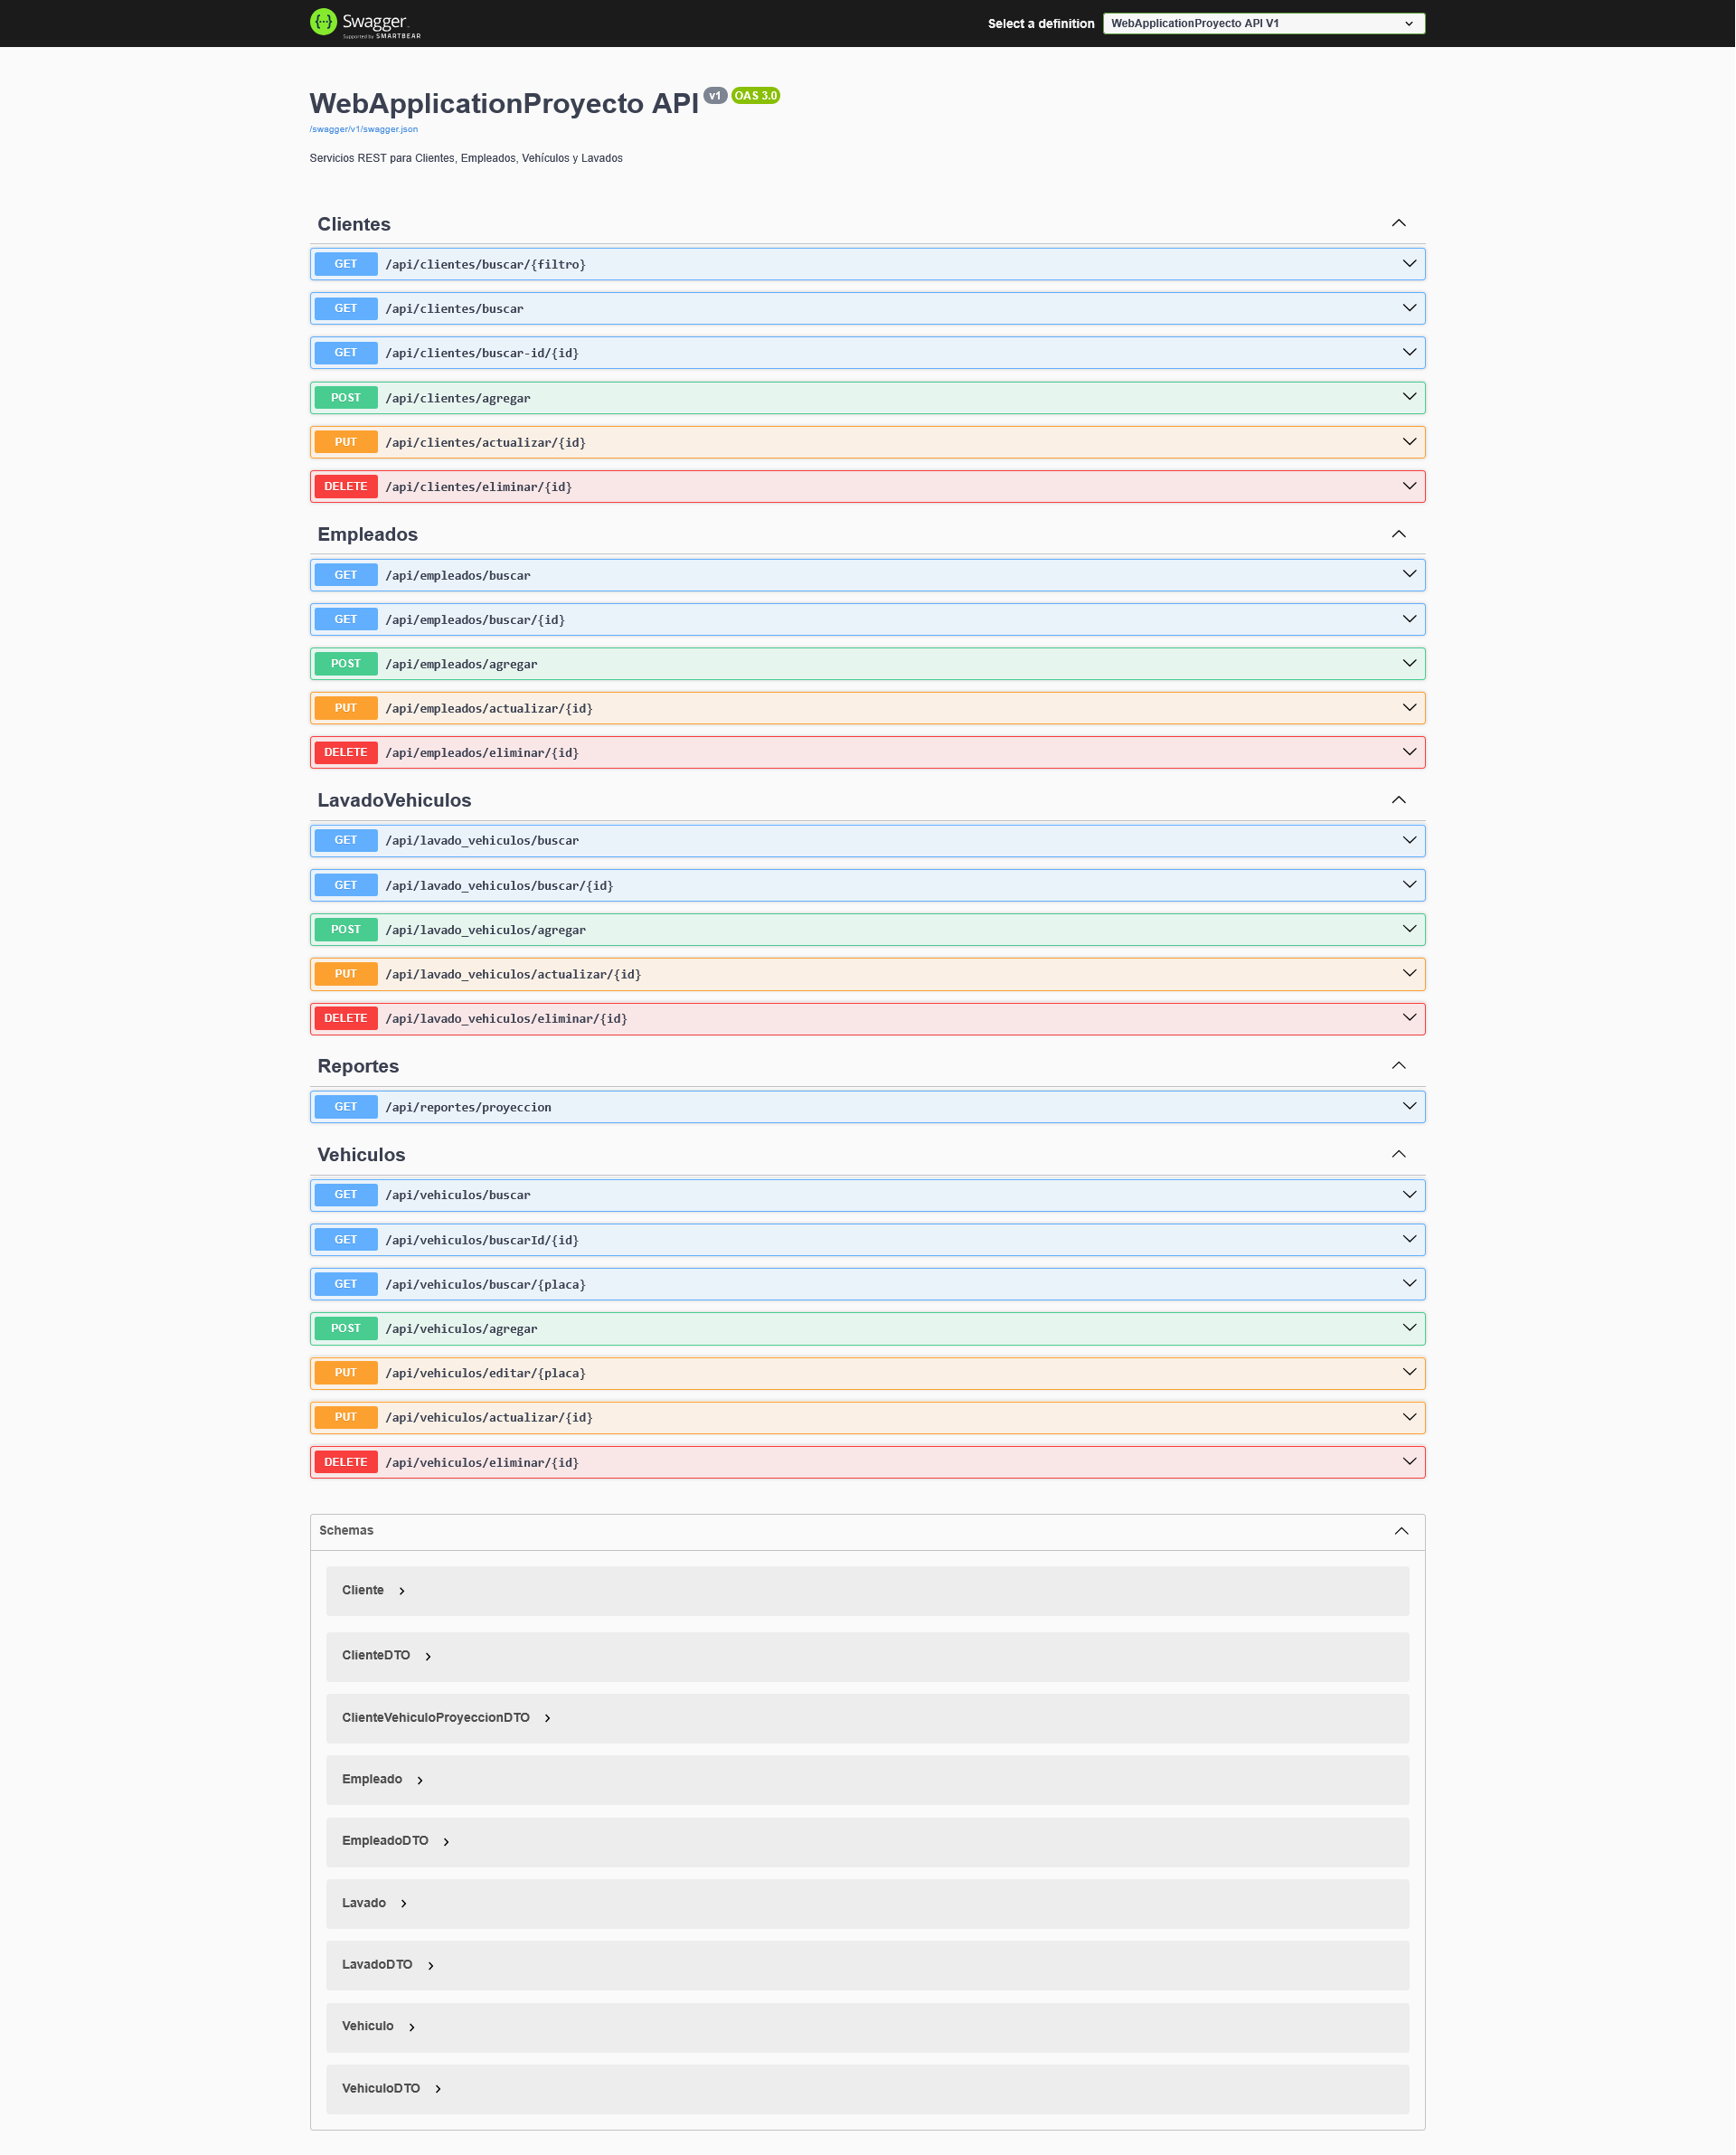 Swagger
Supported by SMARTBEAR
Select a definition
WebApplicationProyecto API V1
WebApplicationProyecto API v1 OAS 3.0
/swagger/v1/swagger.json
Servicios REST para Clientes, Empleados, Vehículos y Lavados
Clientes
GET /api/clientes/buscar/{filtro}
GET /api/clientes/buscar
GET /api/clientes/buscar-id/{id}
POST /api/clientes/agregar
PUT /api/clientes/actualizar/{id}
DELETE /api/clientes/eliminar/{id}
Empleados
GET /api/empleados/buscar
GET /api/empleados/buscar/{id}
POST /api/empleados/agregar
PUT /api/empleados/actualizar/{id}
DELETE /api/empleados/eliminar/{id}
LavadoVehiculos
GET /api/lavado_vehiculos/buscar
GET /api/lavado_vehiculos/buscar/{id}
POST /api/lavado_vehiculos/agregar
PUT /api/lavado_vehiculos/actualizar/{id}
DELETE /api/lavado_vehiculos/eliminar/{id}
Reportes
GET /api/reportes/proyeccion
Vehiculos
GET /api/vehiculos/buscar
GET /api/vehiculos/buscarId/{id}
GET /api/vehiculos/buscar/{placa}
POST /api/vehiculos/agregar
PUT /api/vehiculos/editar/{placa}
PUT /api/vehiculos/actualizar/{id}
DELETE /api/vehiculos/eliminar/{id}
Schemas
Cliente
ClienteDTO
ClienteVehiculoProyeccionDTO
Empleado
EmpleadoDTO
Lavado
LavadoDTO
Vehiculo
VehiculoDTO